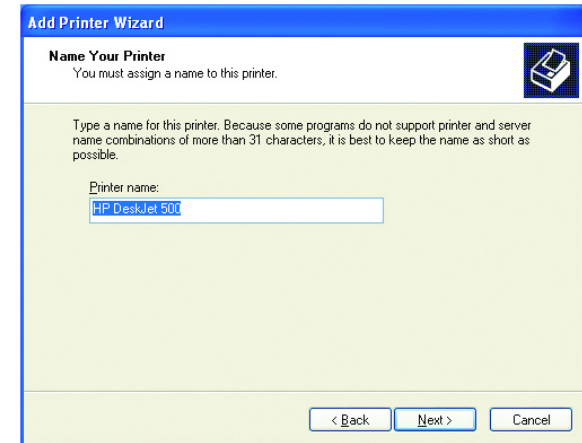 Add Printer Wizard
Name Your Printer
You must assign a name to this printer.
Type a name for this printer. Because some programs do not support printer and server
name combinations of more than 31 characters, it is best to keep the name as short as
possible.
Printer name:
HP DeskJet 500
< Back Next > Cancel